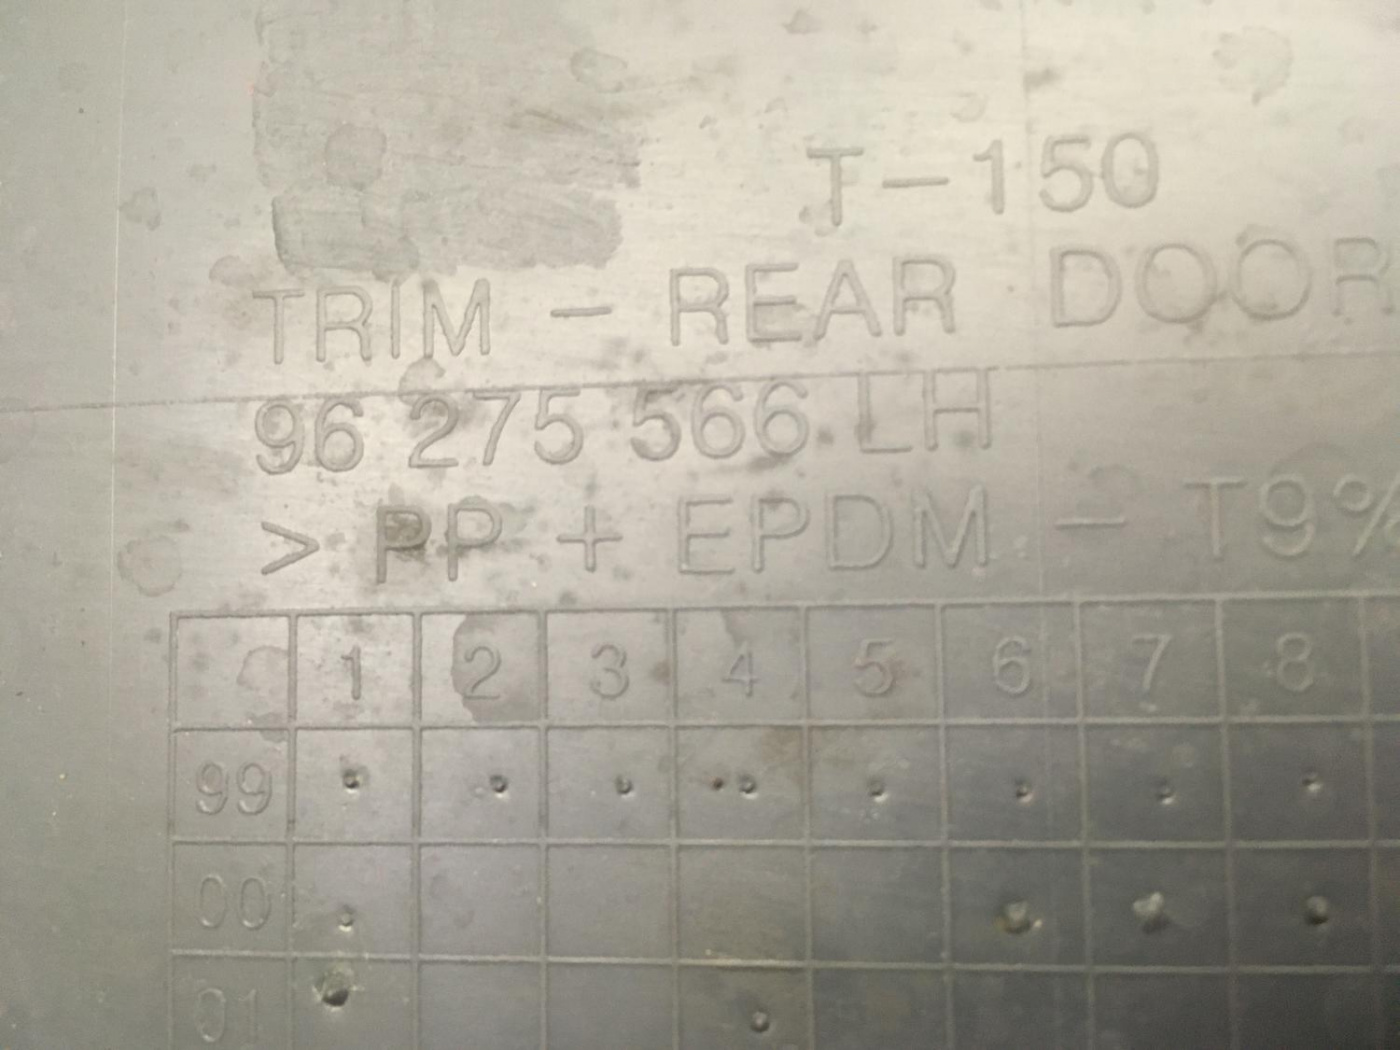 T-150
TRIM - REAR DOOR
96 275 566 LH
> PP + EPDM - T9%
1 2 3 4 5 6 7 8
99
00
01